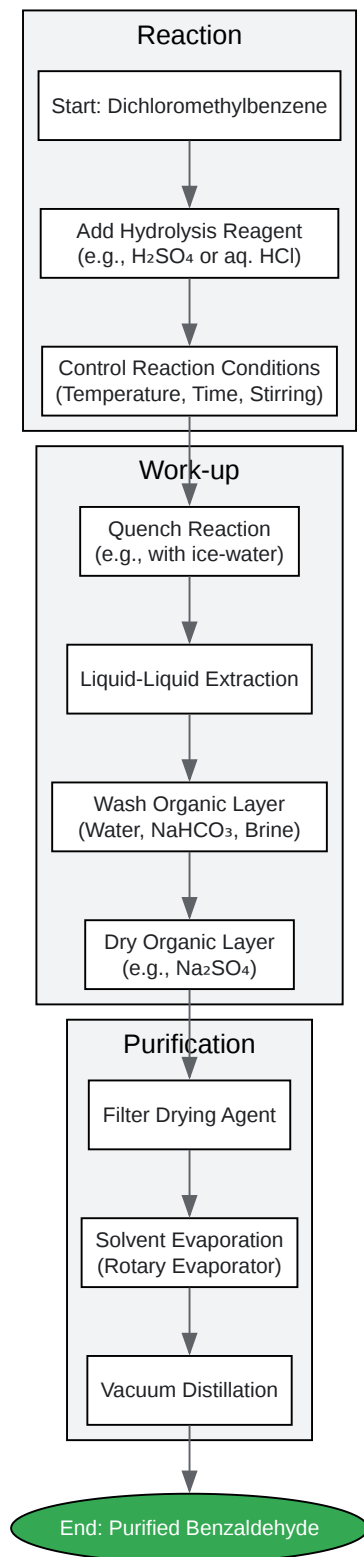 Reaction
Start: Dichloromethylbenzene
Add Hydrolysis Reagent
(e.g., H₂SO₄ or aq. HCl)
Control Reaction Conditions
(Temperature, Time, Stirring)
Work-up
Quench Reaction
(e.g., with ice-water)
Liquid-Liquid Extraction
Wash Organic Layer
(Water, NaHCO₃, Brine)
Dry Organic Layer
(e.g., Na₂SO₄)
Purification
Filter Drying Agent
Solvent Evaporation
(Rotary Evaporator)
Vacuum Distillation
End: Purified Benzaldehyde